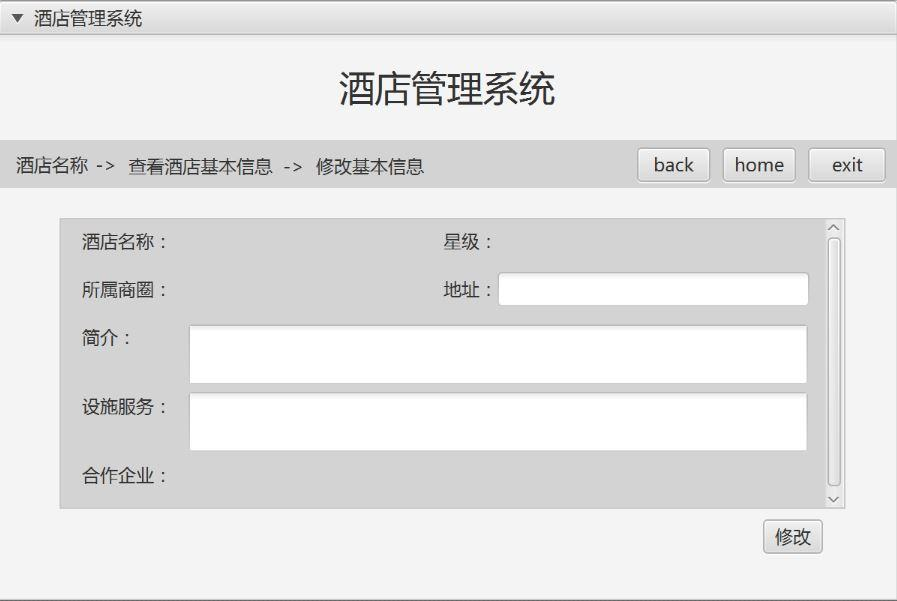 酒店管理系统
酒店管理系统
酒店名称 -> 查看酒店基本信息 -> 修改基本信息 back home exit
酒店名称： 星级：
所属商圈： 地址：
简介：
设施服务：
合作企业：
修改